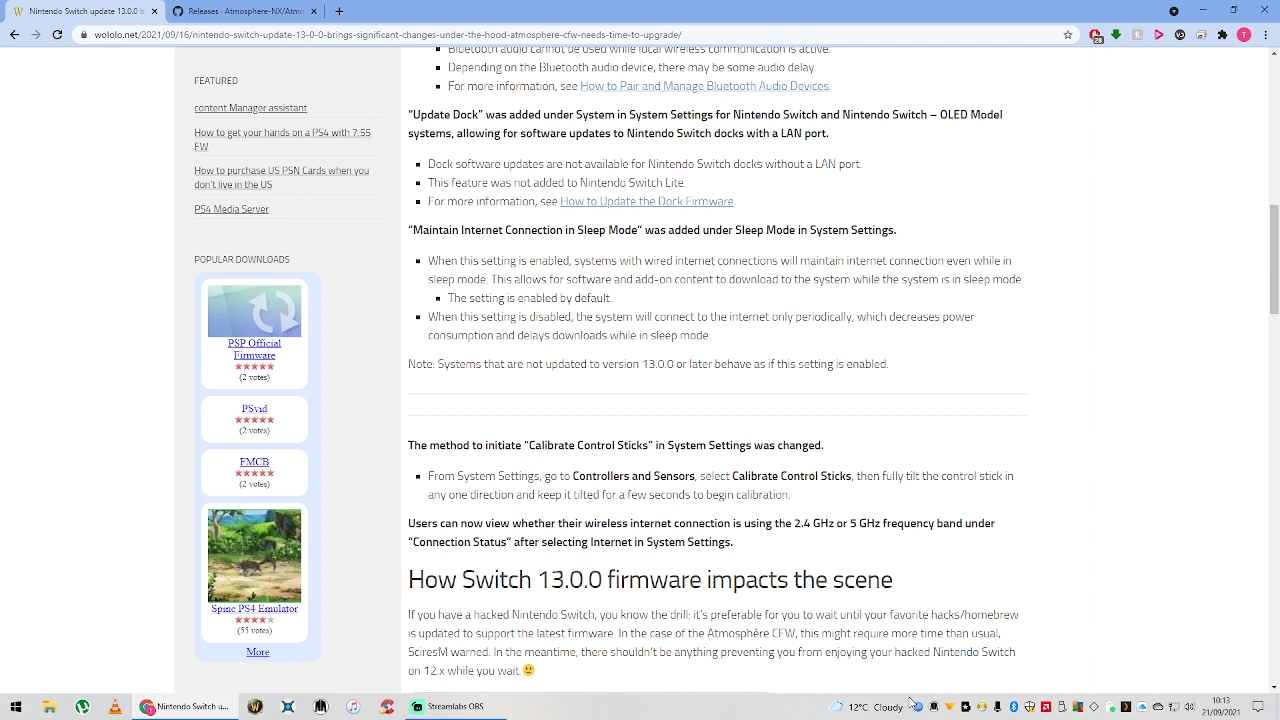 Nintendo Switch update 13.0.0 b
Releases · Atmosphere-NX/Atmo
wololo.net/2021/09/16/nintendo-switch-update-13-0-0-brings-significant-changes-under-the-hood-atmosphere-cfw-needs-time-to-upgrade/
28
T
FEATURED
content Manager assistant
How to get your hands on a PS4 with 7.55
FW
How to purchase US PSN Cards when you
don't live in the US
PS4 Media Server
POPULAR DOWNLOADS
PSP Official
Firmware
(2 votes)
PSvid
(2 votes)
FMCB
(2 votes)
Spine PS4 Emulator
(55 votes)
More
Bluetooth audio cannot be used while local wireless communication is active.
Depending on the Bluetooth audio device, there may be some audio delay.
For more information, see How to Pair and Manage Bluetooth Audio Devices.
“Update Dock” was added under System in System Settings for Nintendo Switch and Nintendo Switch – OLED Model
systems, allowing for software updates to Nintendo Switch docks with a LAN port.
Dock software updates are not available for Nintendo Switch docks without a LAN port.
This feature was not added to Nintendo Switch Lite.
For more information, see How to Update the Dock Firmware.
“Maintain Internet Connection in Sleep Mode” was added under Sleep Mode in System Settings.
When this setting is enabled, systems with wired internet connections will maintain internet connection even while in
sleep mode. This allows for software and add-on content to download to the system while the system is in sleep mode.
The setting is enabled by default.
When this setting is disabled, the system will connect to the internet only periodically, which decreases power
consumption and delays downloads while in sleep mode.
Note: Systems that are not updated to version 13.0.0 or later behave as if this setting is enabled.
The method to initiate “Calibrate Control Sticks” in System Settings was changed.
From System Settings, go to Controllers and Sensors, select Calibrate Control Sticks, then fully tilt the control stick in
any one direction and keep it tilted for a few seconds to begin calibration.
Users can now view whether their wireless internet connection is using the 2.4 GHz or 5 GHz frequency band under
“Connection Status” after selecting Internet in System Settings.
How Switch 13.0.0 firmware impacts the scene
If you have a hacked Nintendo Switch, you know the drill: it's preferable for you to wait until your favorite hacks/homebrew
is updated to support the latest firmware. In the case of the Atmosphère CFW, this might require more time than usual,
SciresM warned. In the meantime, there shouldn't be anything preventing you from enjoying your hacked Nintendo Switch
on 12.x while you wait 🙂
Nintendo Switch u...
Streamlabs OBS
12°C Cloudy
10:13
21/09/2021